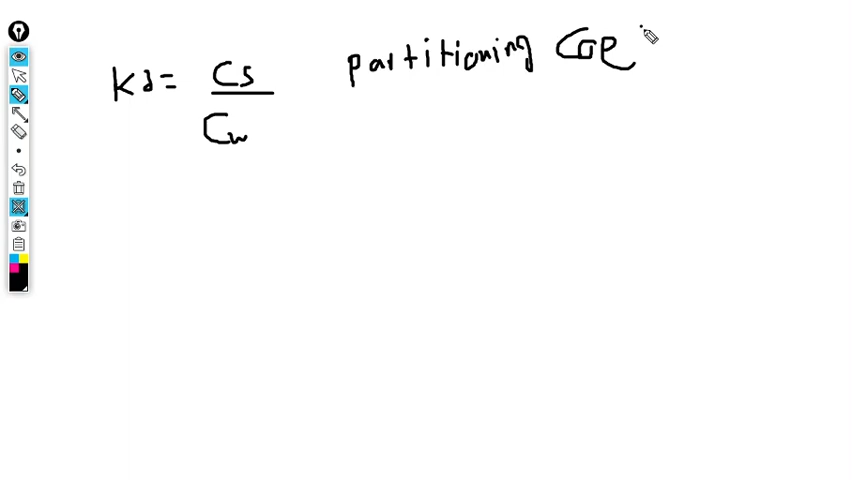 Kd = Cs partitioning Coe
Cw